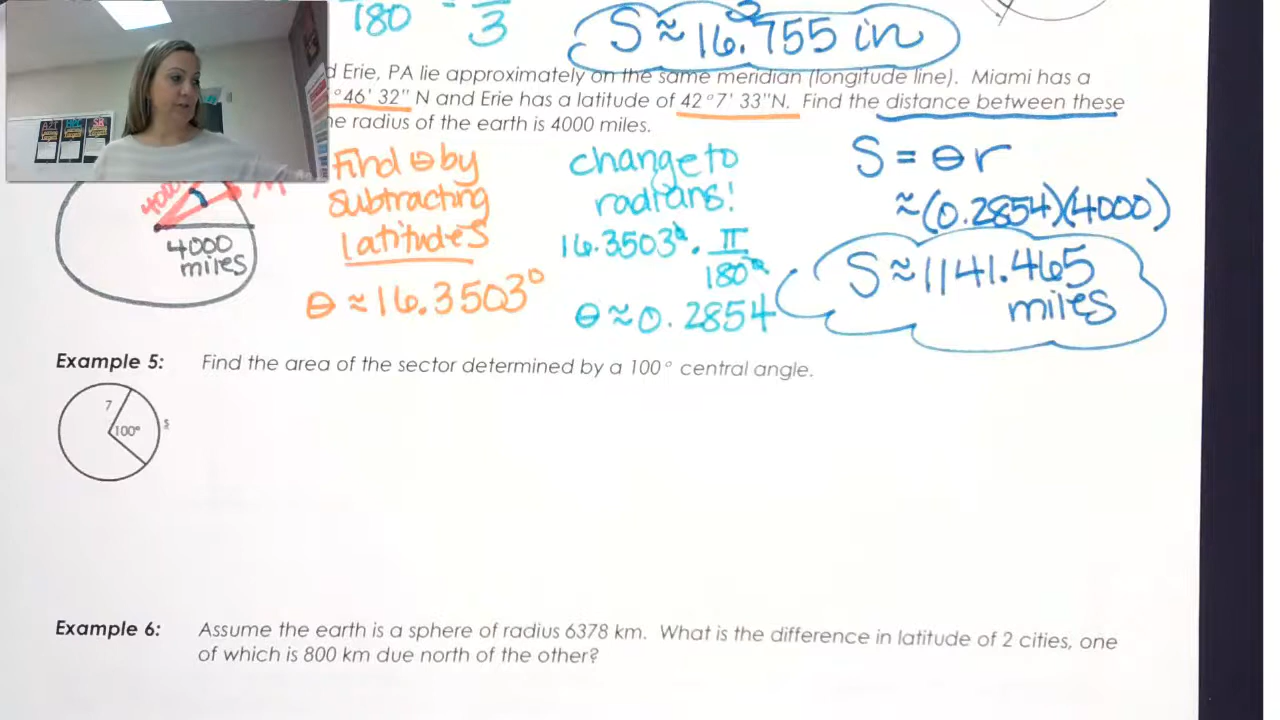 180 = 3
S ≈ 16.755 in
d Erie, PA lie approximately on the same meridian (longitude line). Miami has a
°46' 32" N and Erie has a latitude of 42°7' 33"N. Find the distance between these
he radius of the earth is 4000 miles.
A2T
SR
4000
4000
miles
Find θ by
subtracting
latitudes
θ ≈ 16.3503°
change to
radians!
16.3503° · π
180°
θ ≈ 0.2854
S = θr
≈ (0.2854)(4000)
S ≈ 1141.465
miles
Example 5: Find the area of the sector determined by a 100° central angle.
7
100°
s
Example 6: Assume the earth is a sphere of radius 6378 km. What is the difference in latitude of 2 cities, one
of which is 800 km due north of the other?